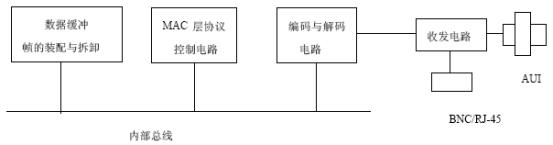 数据缓冲
帧的装配与拆卸
MAC 层协议
控制电路
编码与解码
电路
收发电路
AUI
BNC/RJ-45
内部总线